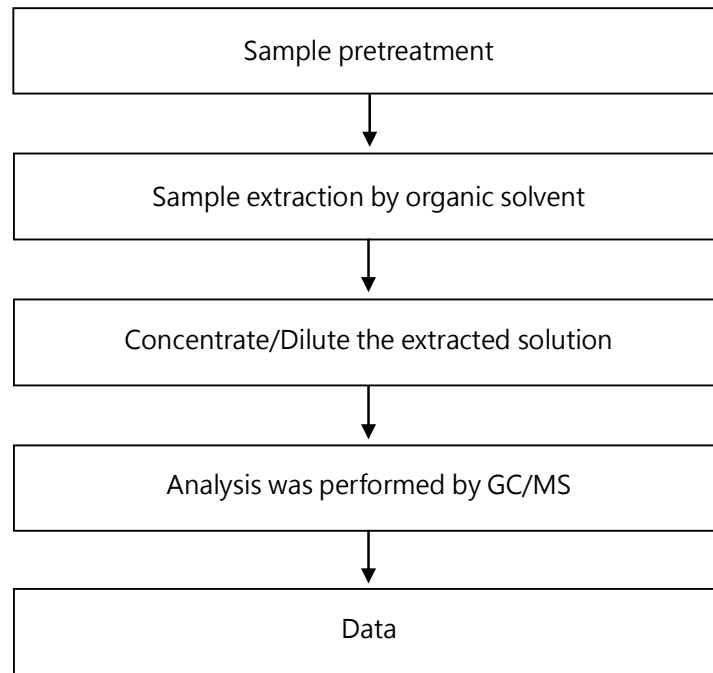 Sample pretreatment
Sample extraction by organic solvent
Concentrate/Dilute the extracted solution
Analysis was performed by GC/MS
Data